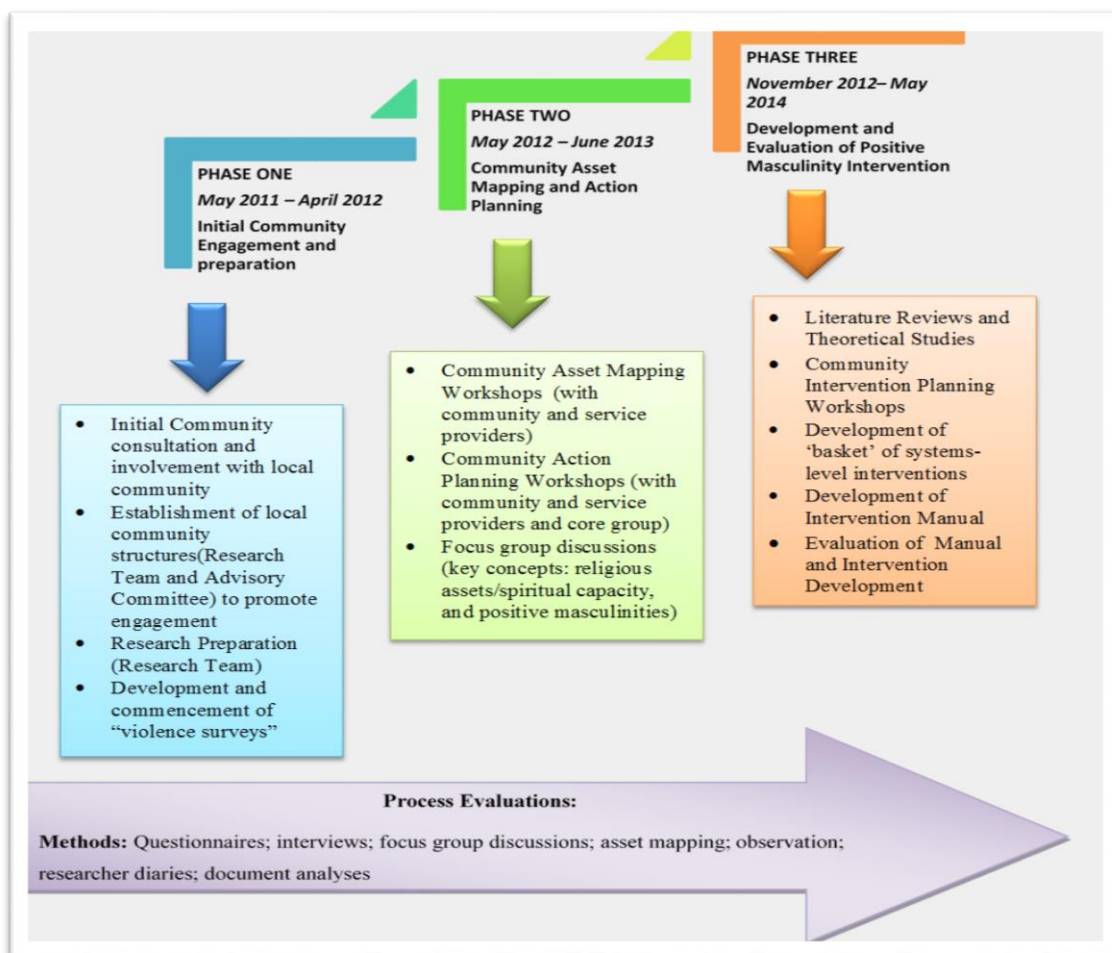 PHASE ONE
May 2011 – April 2012
Initial Community
Engagement and
preparation
• Initial Community
consultation and
involvement with local
community
• Establishment of local
community
structures(Research
Team and Advisory
Committee) to promote
engagement
• Research Preparation
(Research Team)
• Development and
commencement of
“violence surveys”
PHASE TWO
May 2012 – June 2013
Community Asset
Mapping and Action
Planning
• Community Asset Mapping
Workshops (with
community and service
providers)
• Community Action
Planning Workshops (with
community and service
providers and core group)
• Focus group discussions
(key concepts: religious
assets/spiritual capacity,
and positive masculinities)
PHASE THREE
November 2012– May
2014
Development and
Evaluation of Positive
Masculinity Intervention
• Literature Reviews and
Theoretical Studies
• Community
Intervention Planning
Workshops
• Development of
‘basket’ of systems-
level interventions
• Development of
Intervention Manual
• Evaluation of Manual
and Intervention
Development
Process Evaluations:
Methods: Questionnaires; interviews; focus group discussions; asset mapping; observation;
researcher diaries; document analyses